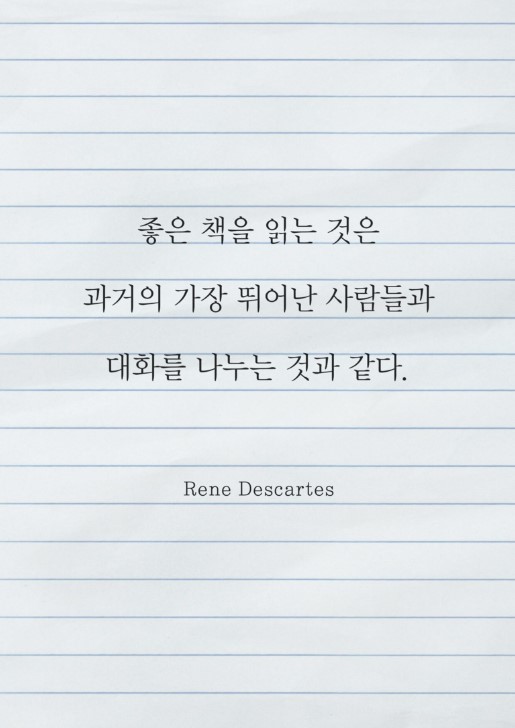 좋은 책을 읽는 것은
과거의 가장 뛰어난 사람들과
대화를 나누는 것과 같다.
Rene Descartes